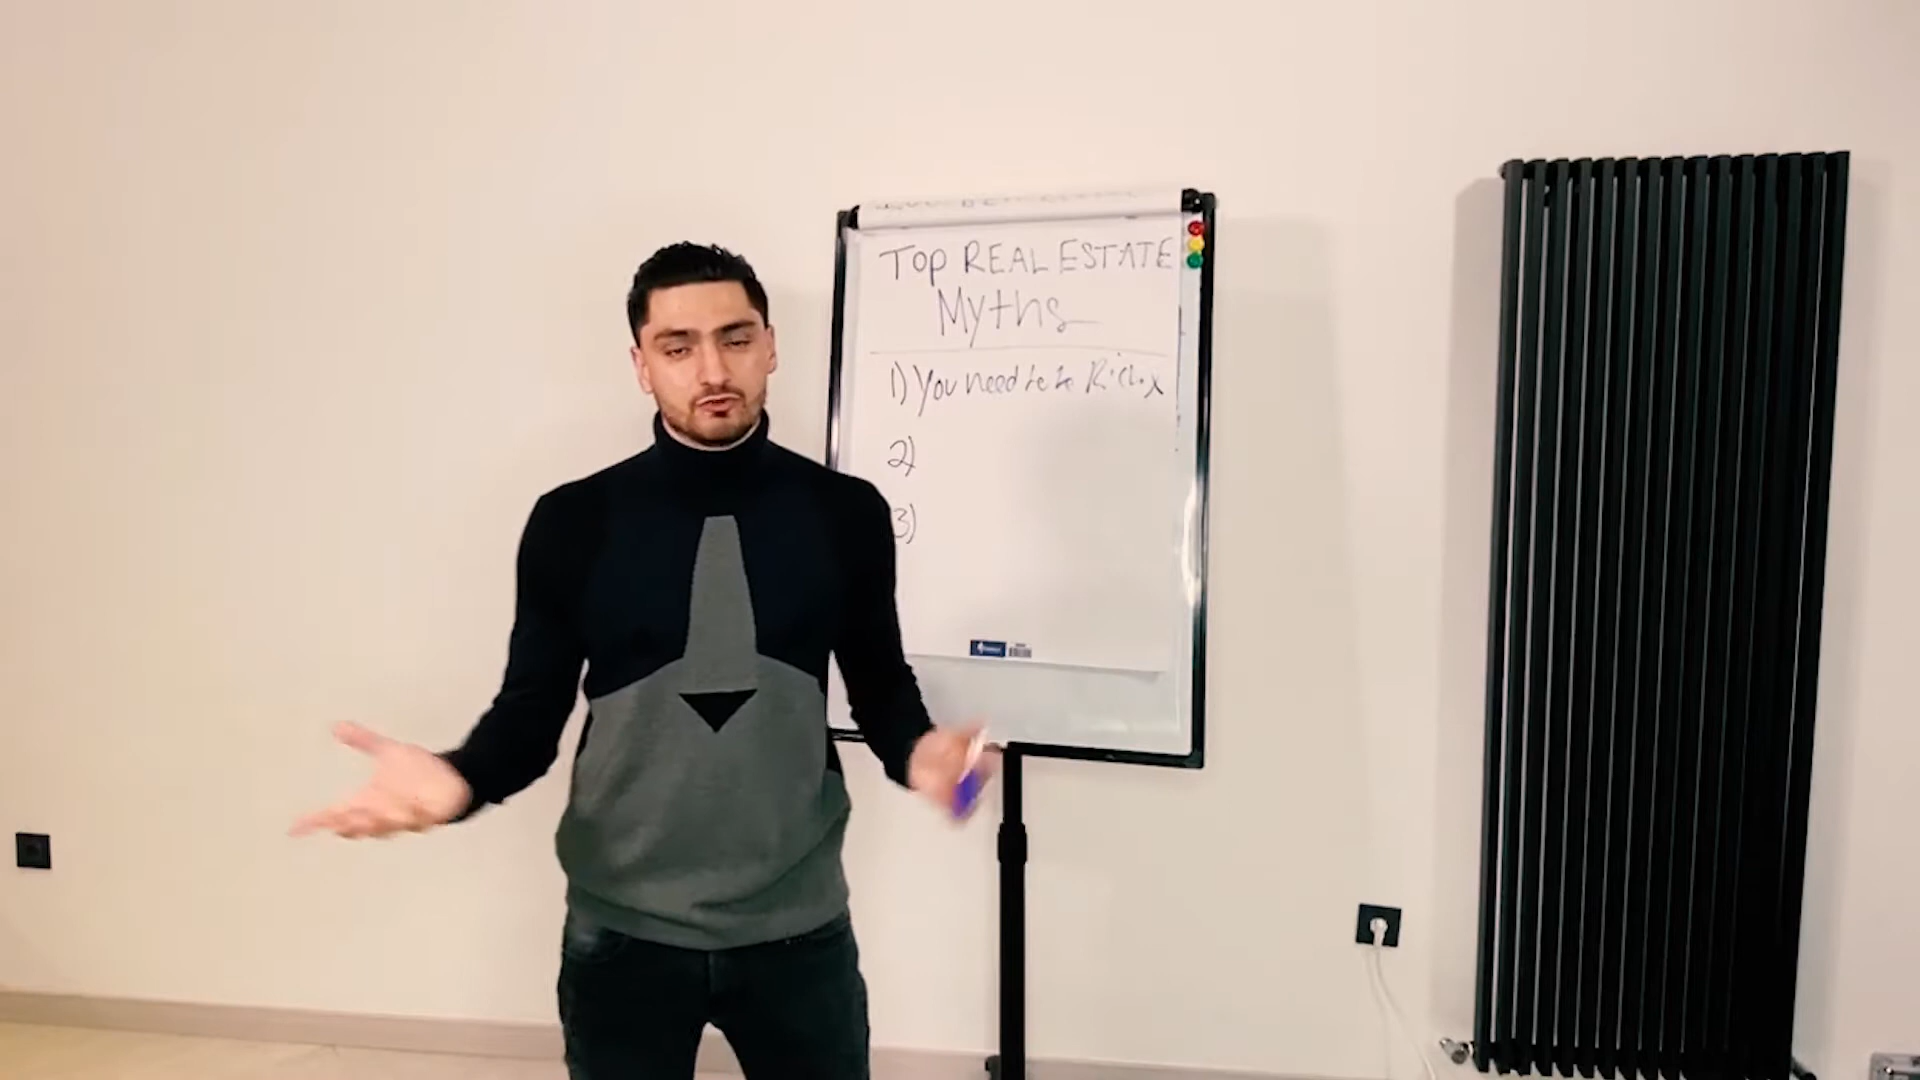 TOP REAL ESTATE
Myths
1) You need to be Rich x
2)
3)